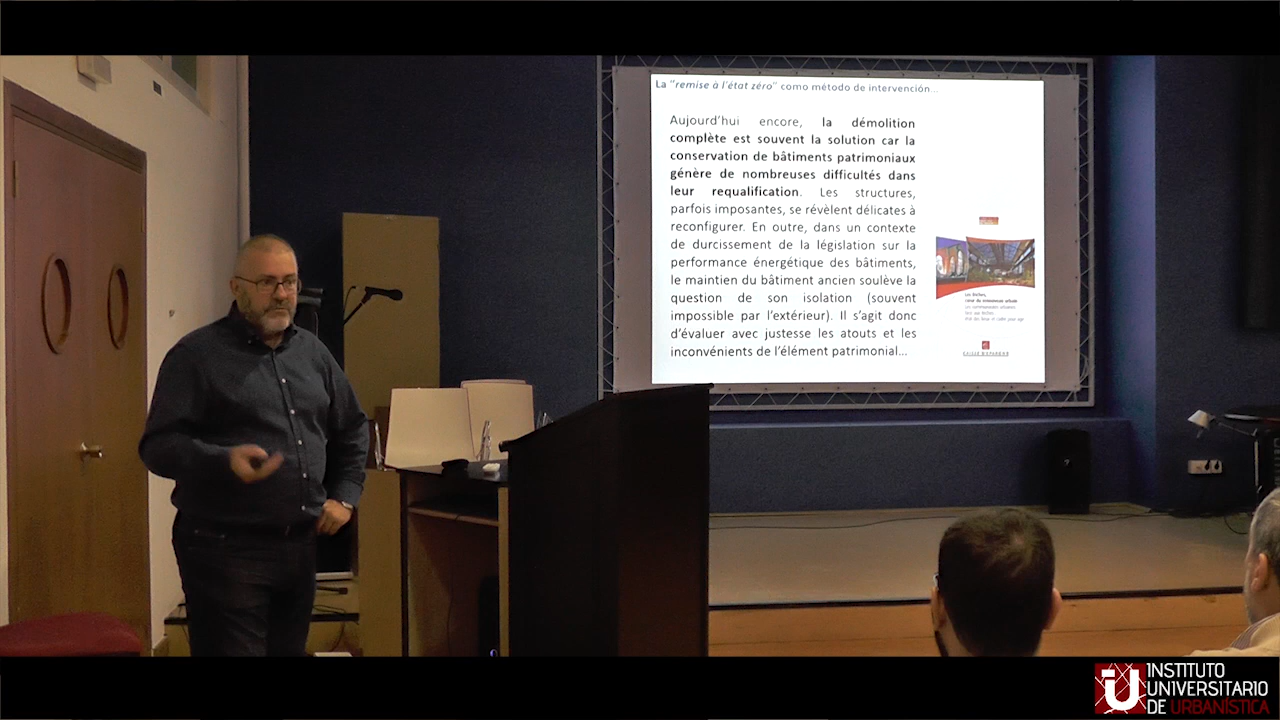 La "remise à l'état zéro" como método de intervención...
Aujourd'hui encore, la démolition
complète est souvent la solution car la
conservation de bâtiments patrimoniaux
génère de nombreuses difficultés dans
leur requalification. Les structures,
parfois imposantes, se révèlent délicates à
reconfigurer. En outre, dans un contexte
de durcissement de la législation sur la
performance énergétique des bâtiments,
le maintien du bâtiment ancien soulève la
question de son isolation (souvent
impossible par l'extérieur). Il s'agit donc
d'évaluer avec justesse les atouts et les
inconvénients de l'élément patrimonial...
Les friches,
INSTITUTO
UNIVERSITARIO
DE URBANÍSTICA